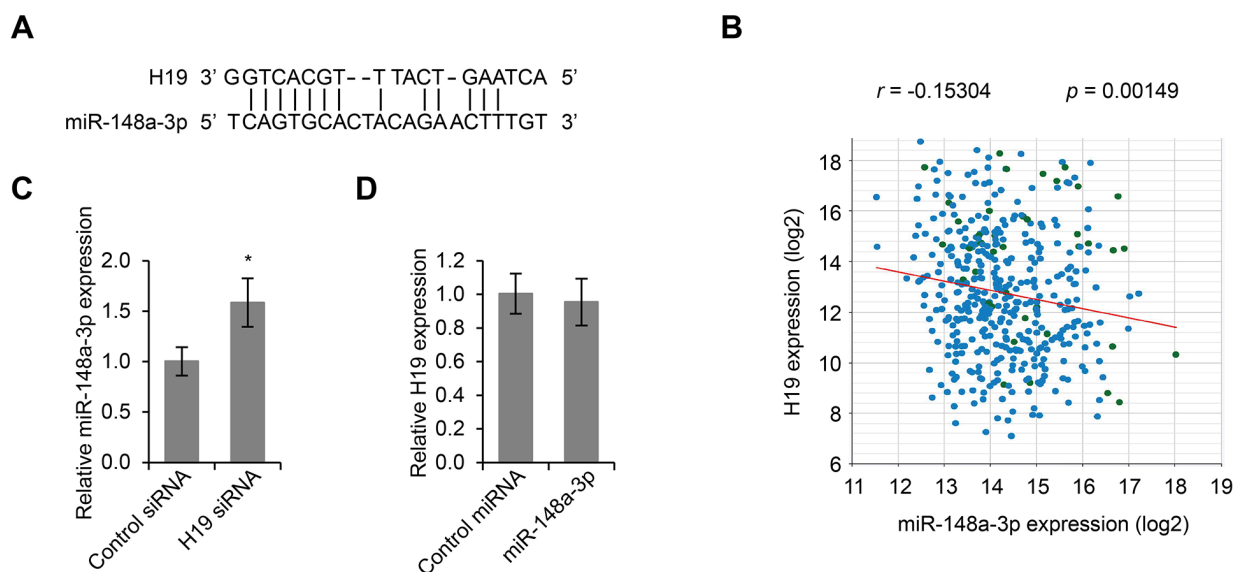 A
H19 3’ GGTCACGT--TTACT-GAATCA 5’
miR-148a-3p 5’ TCAGTGCACTACAGAACTTTGT 3’
B
r = -0.15304 p = 0.00149
H19 expression (log2)
18
16
14
12
10
8
6
11 12 13 14 15 16 17 18 19
miR-148a-3p expression (log2)
C
Relative miR-148a-3p expression
2.0
1.5
1.0
0.5
0.0
*
Control siRNA
H19 siRNA
D
Relative H19 expression
1.2
1.0
0.8
0.6
0.4
0.2
0.0
Control miRNA
miR-148a-3p